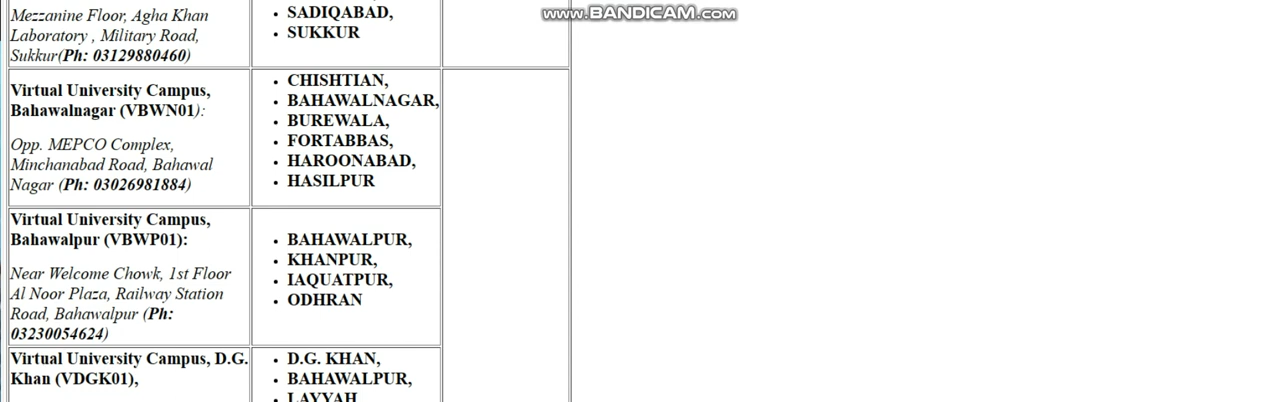 www.BANDICAM.com
Mezzanine Floor, Agha Khan
Laboratory , Military Road,
Sukkur(Ph: 03129880460)
• SADIQABAD,
• SUKKUR
Virtual University Campus,
Bahawalnagar (VBWN01):
Opp. MEPCO Complex,
Minchanabad Road, Bahawal
Nagar (Ph: 03026981884)
• CHISHTIAN,
• BAHAWALNAGAR,
• BUREWALA,
• FORTABBAS,
• HAROONABAD,
• HASILPUR
Virtual University Campus,
Bahawalpur (VBWP01):
Near Welcome Chowk, 1st Floor
Al Noor Plaza, Railway Station
Road, Bahawalpur (Ph:
03230054624)
• BAHAWALPUR,
• KHANPUR,
• IAQUATPUR,
• ODHRAN
Virtual University Campus, D.G.
Khan (VDGK01),
• D.G. KHAN,
• BAHAWALPUR,
• LAYYAH